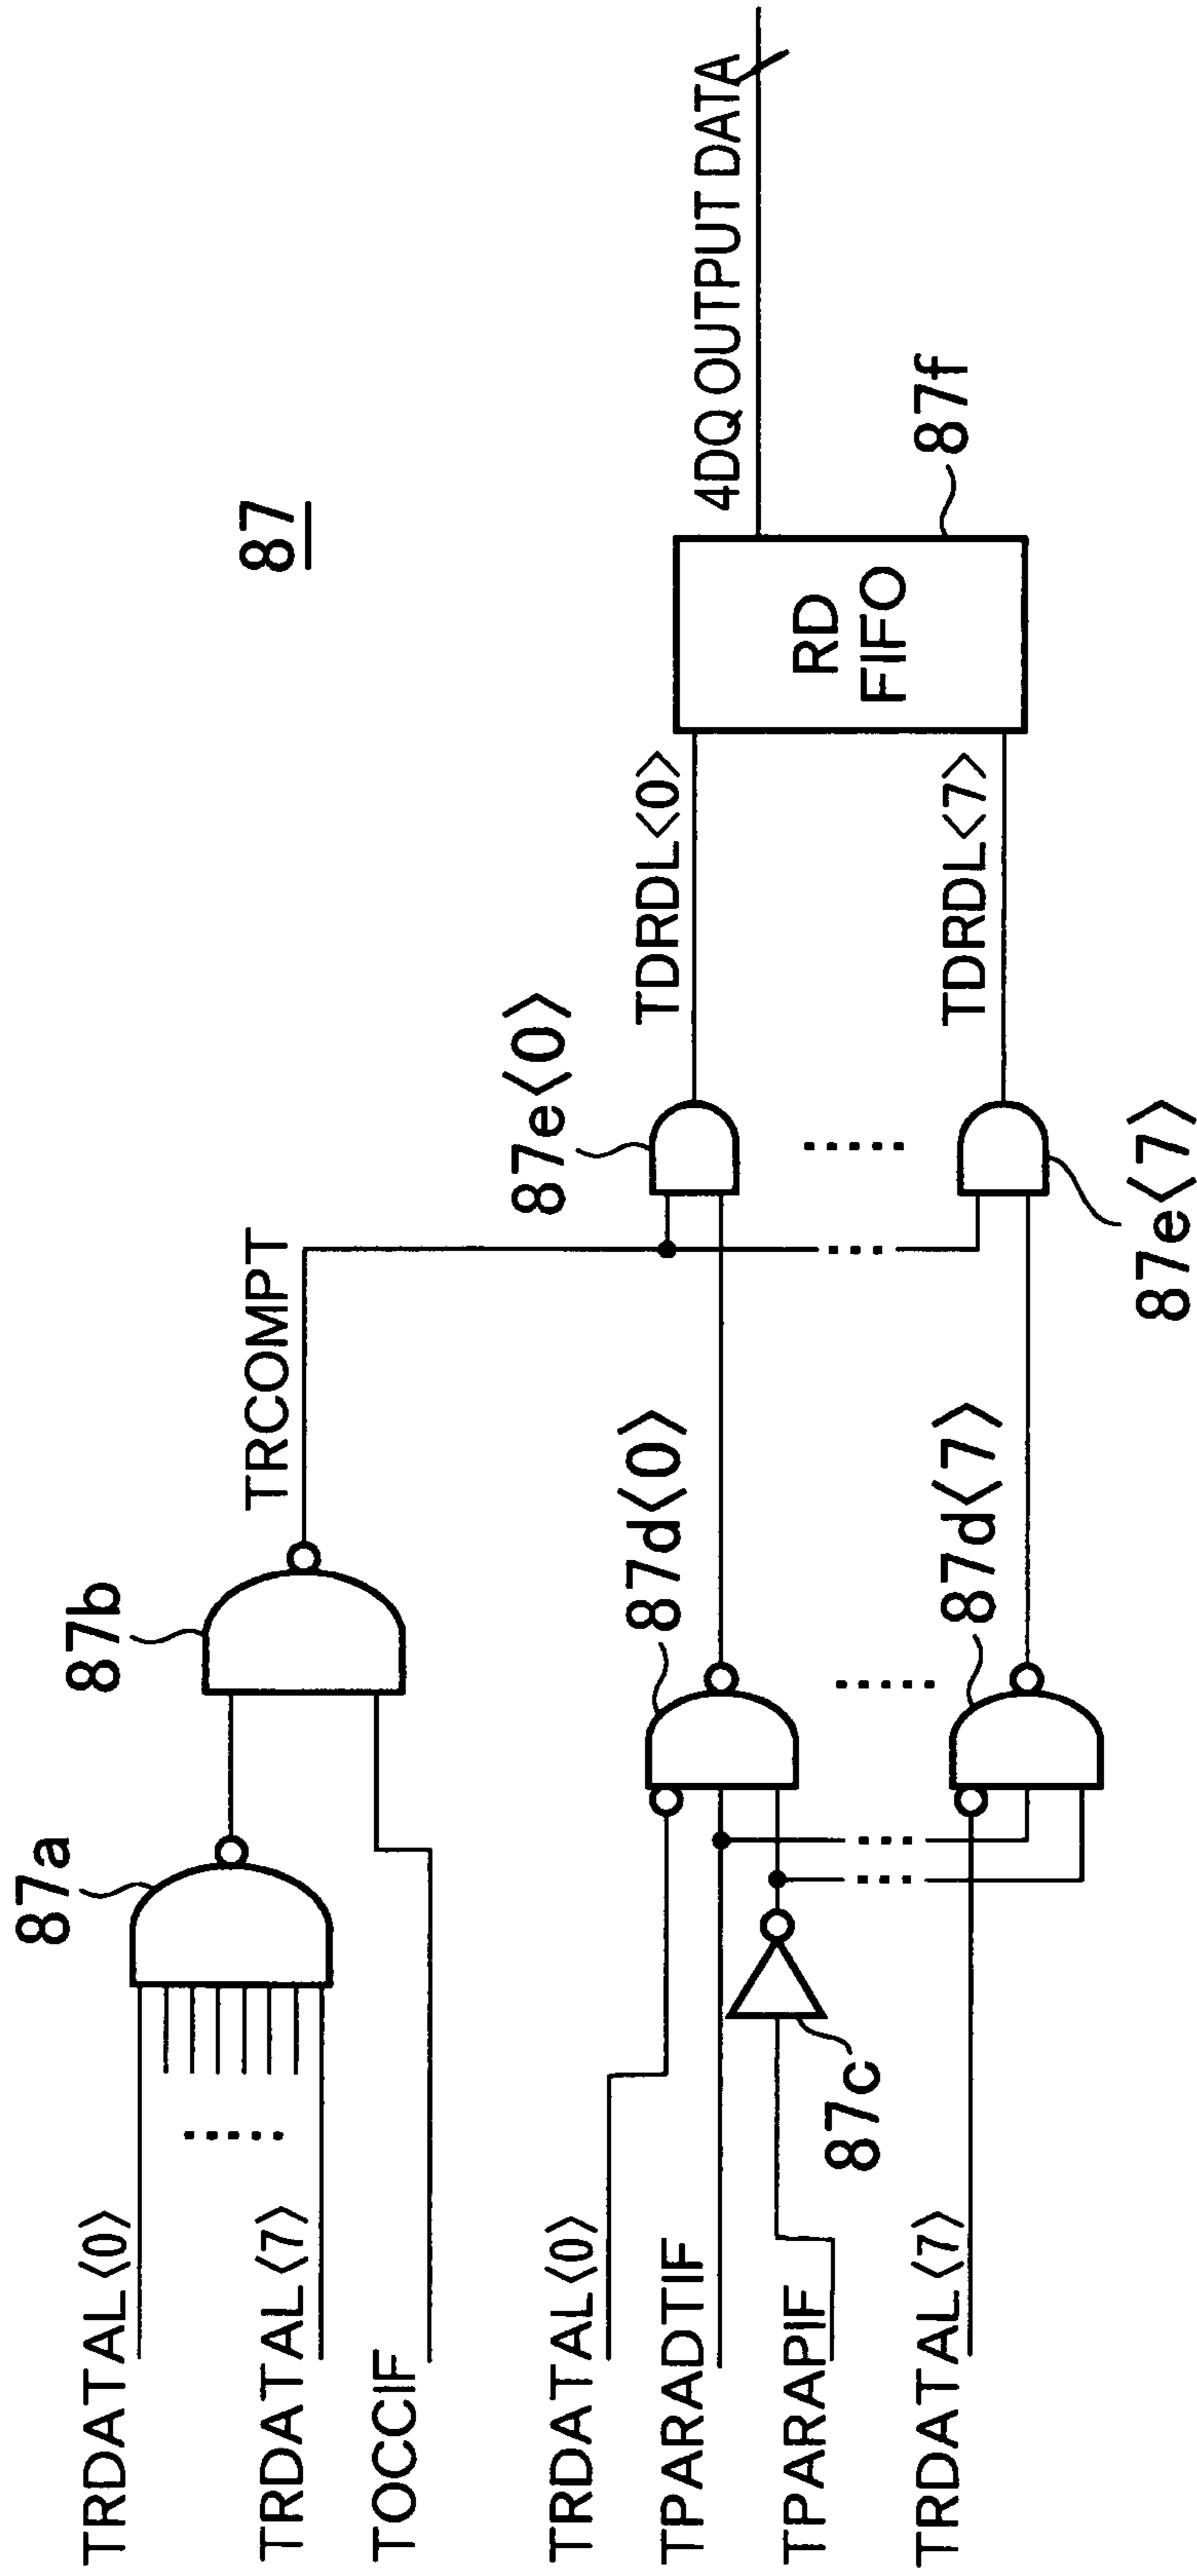 87
TRDATAL<0>
TRDATAL<7>
TOCCIF
87a
87b
TRCOMPT
TRDATAL<0>
TPARADTIF
TPARAPIF
TRDATAL<7>
87c
87d<0>
87d<7>
87e<0>
87e<7>
TDRDL<0>
TDRDL<7>
RD
FIFO
87f
4DQ OUTPUT DATA